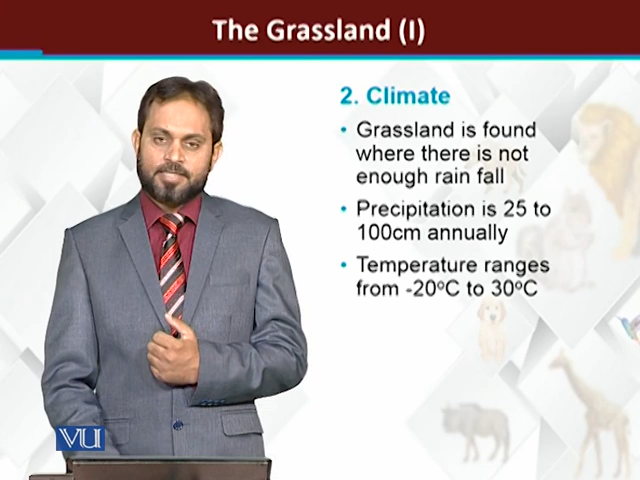 The Grassland (I)
2. Climate
• Grassland is found
where there is not
enough rain fall
• Precipitation is 25 to
100cm annually
• Temperature ranges
from -20°C to 30°C
VU